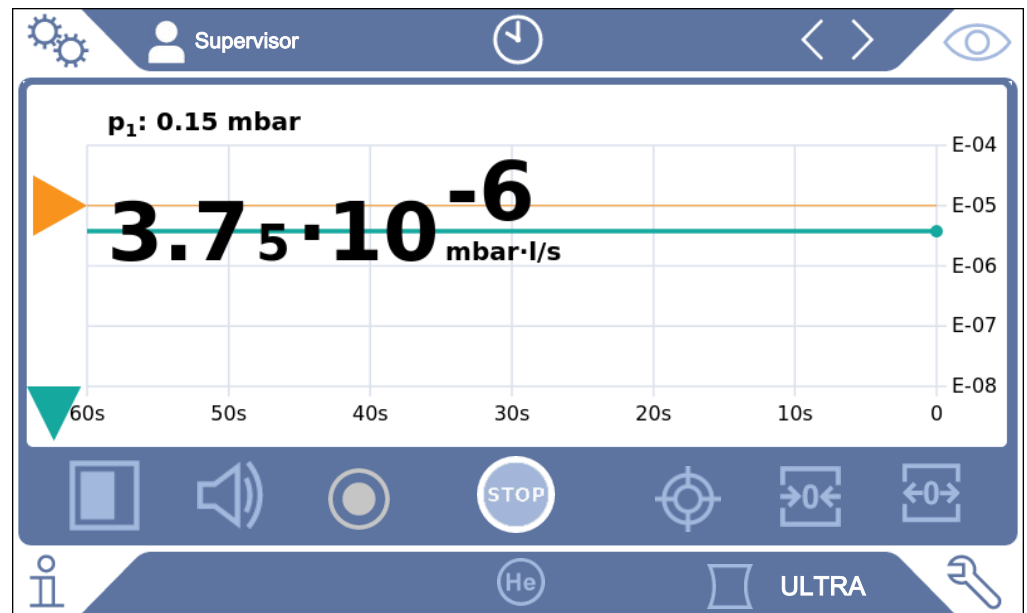 Supervisor
p₁: 0.15 mbar
3.75·10⁻⁶ mbar·l/s
E-04
E-05
E-06
E-07
E-08
60s 50s 40s 30s 20s 10s 0
STOP
→0← ←0→
He
ULTRA